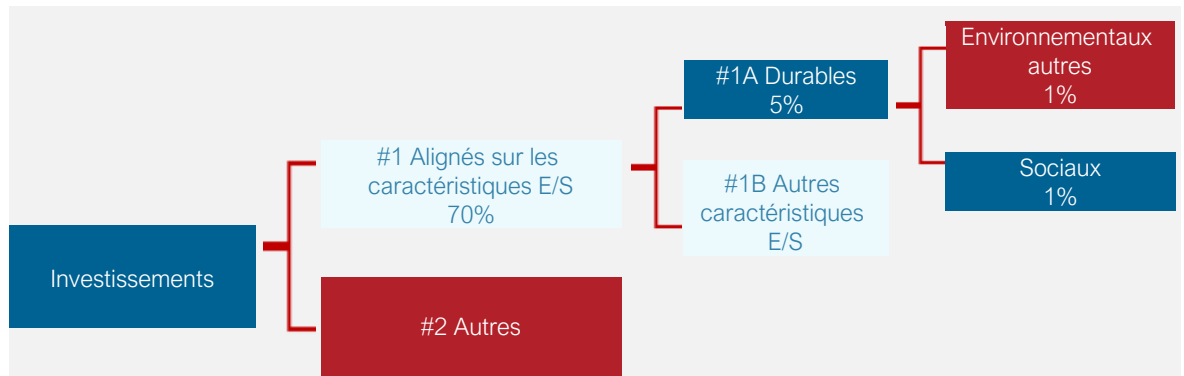 Investissements
#1 Alignés sur les
caractéristiques E/S
70%
#2 Autres
#1A Durables
5%
#1B Autres
caractéristiques
E/S
Environnementaux
autres
1%
Sociaux
1%